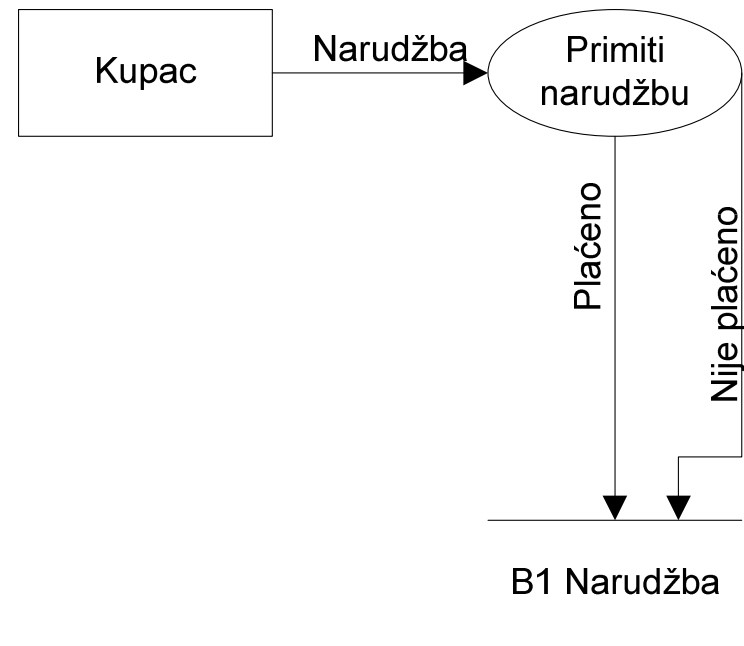 Kupac
Narudžba
Primiti
narudžbu
Plaćeno
Nije plaćeno
B1 Narudžba